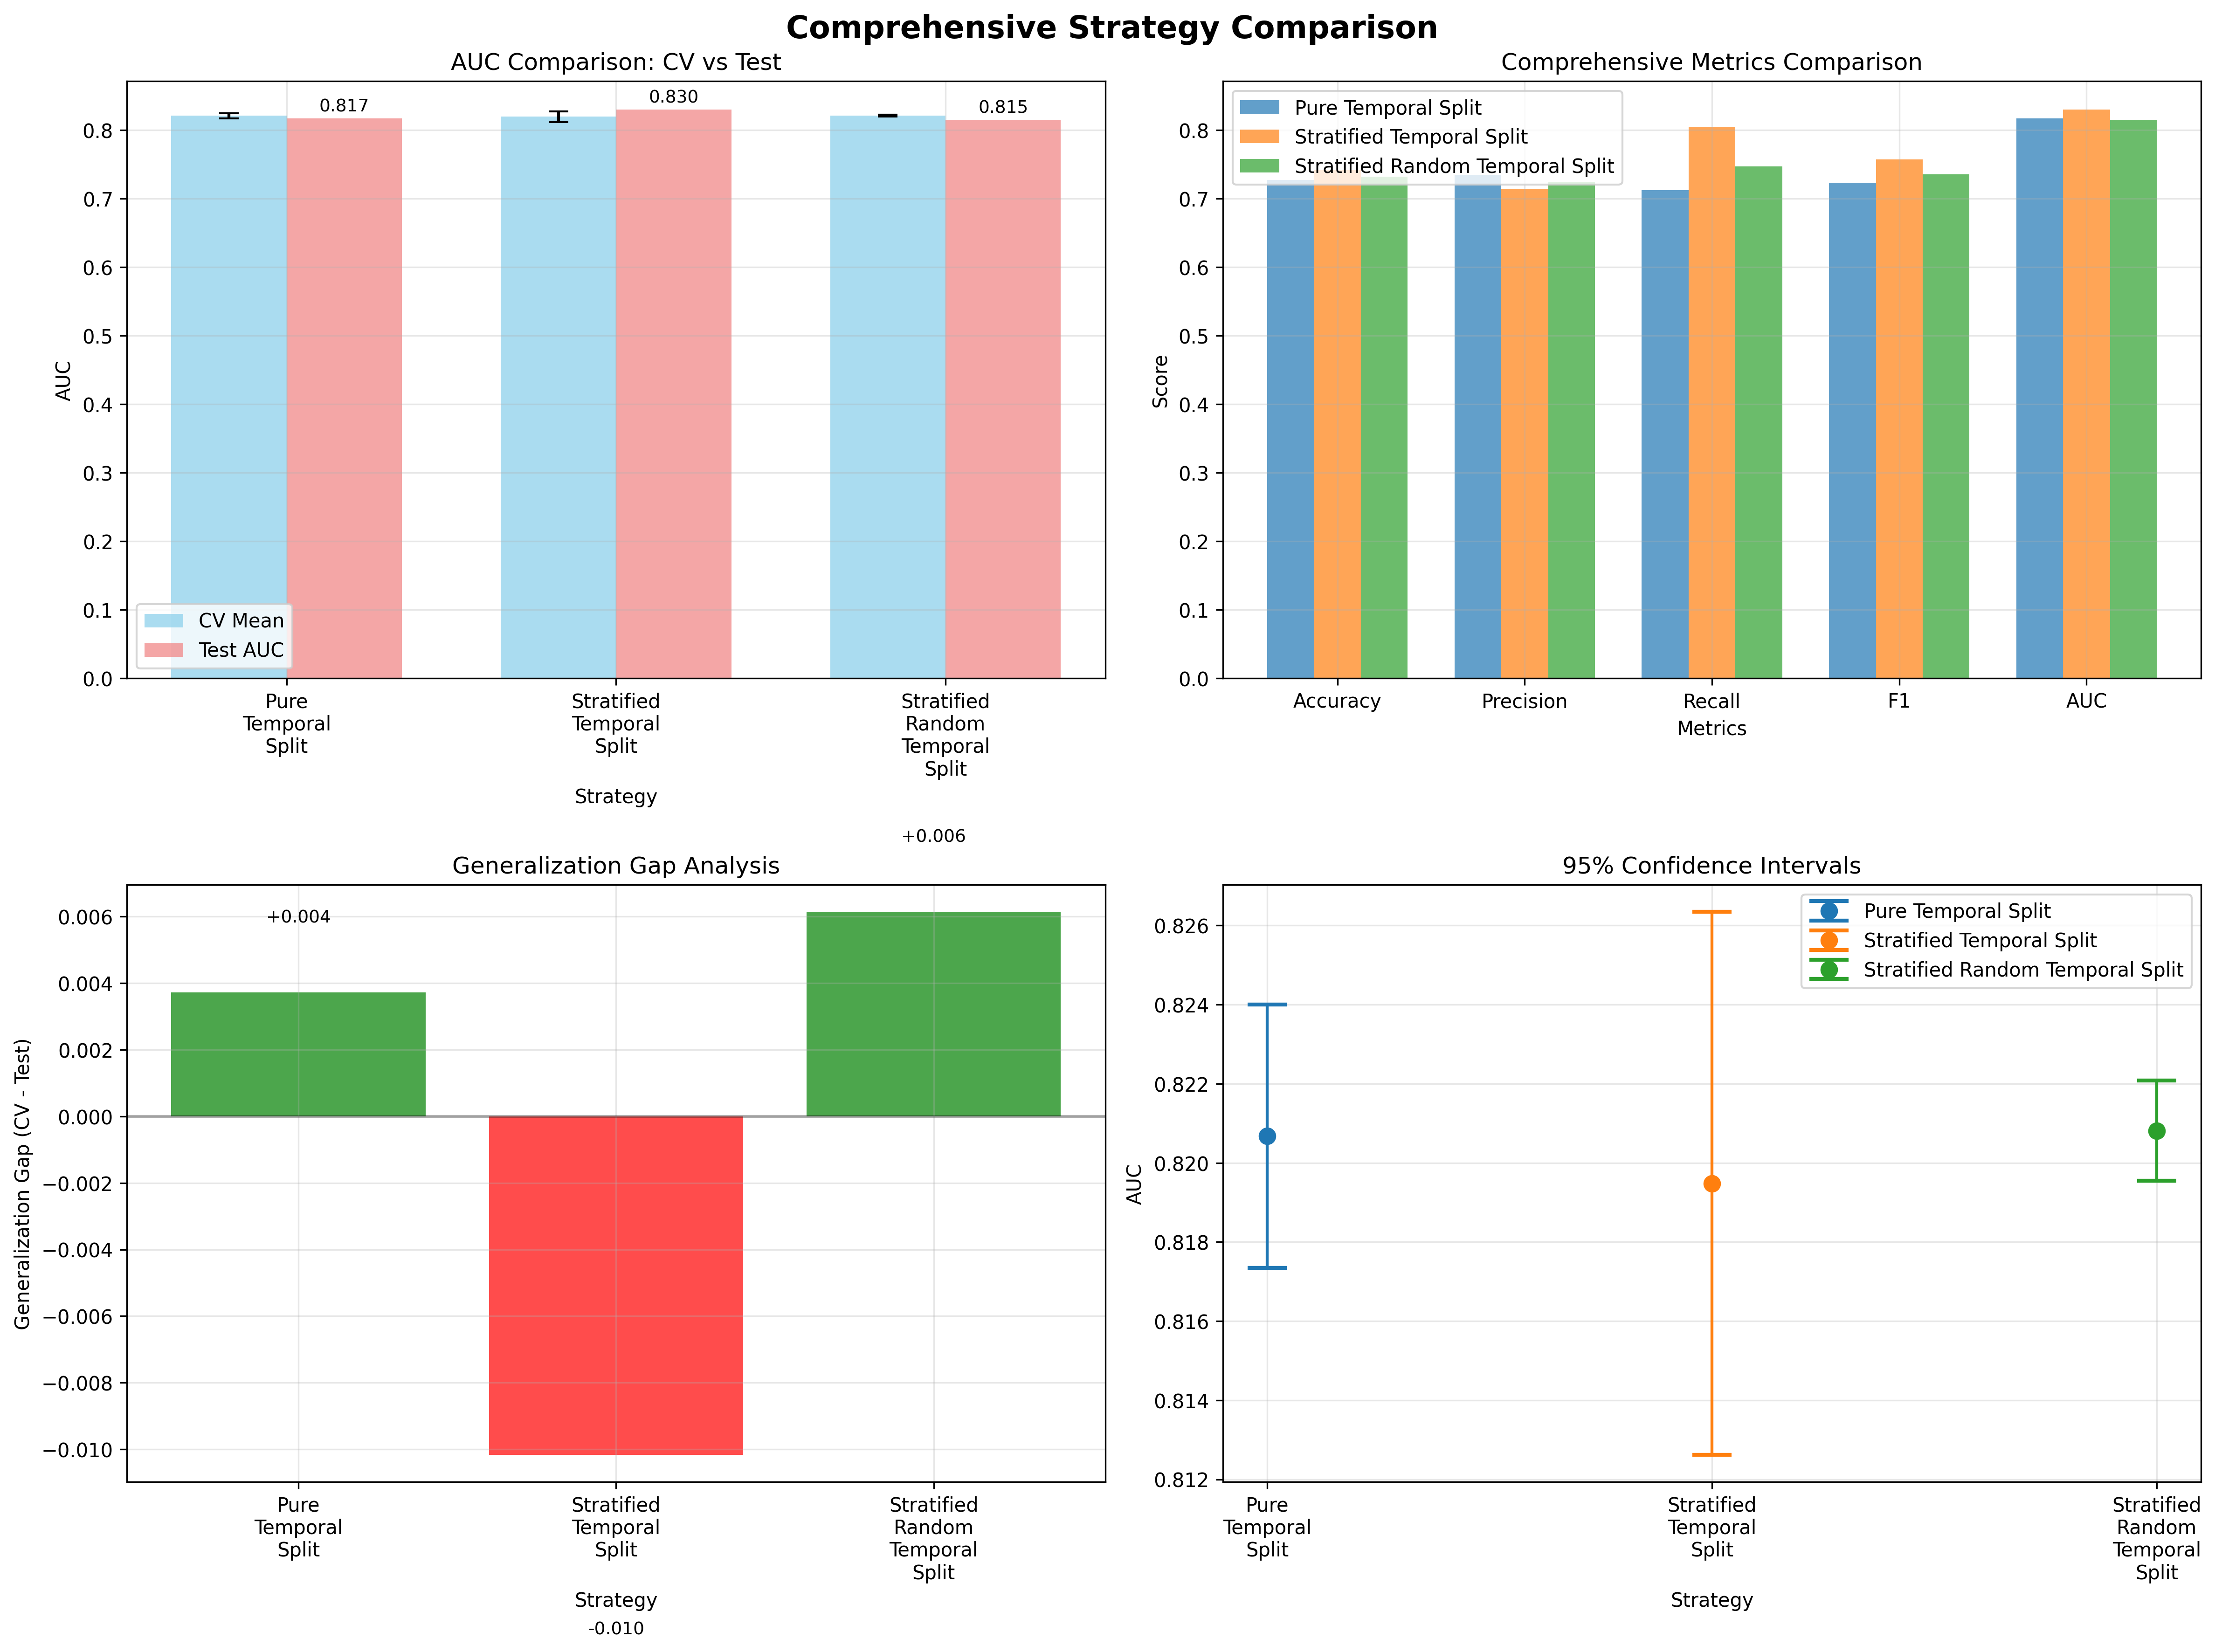 Comprehensive Strategy Comparison
AUC Comparison: CV vs Test
0.817
0.830
0.815
0.8
0.7
0.6
0.5
0.4
0.3
0.2
0.1
0.0
AUC
CV Mean
Test AUC
Pure
Temporal
Split
Stratified
Temporal
Split
Stratified
Random
Temporal
Split
Strategy
Comprehensive Metrics Comparison
Pure Temporal Split
Stratified Temporal Split
Stratified Random Temporal Split
0.8
0.7
0.6
0.5
0.4
0.3
0.2
0.1
0.0
Score
Accuracy
Precision
Recall
F1
AUC
Metrics
+0.006
Generalization Gap Analysis
+0.004
0.006
0.004
0.002
0.000
−0.002
−0.004
−0.006
−0.008
−0.010
Generalization Gap (CV - Test)
Pure
Temporal
Split
Stratified
Temporal
Split
Stratified
Random
Temporal
Split
Strategy
-0.010
95% Confidence Intervals
Pure Temporal Split
Stratified Temporal Split
Stratified Random Temporal Split
0.826
0.824
0.822
0.820
0.818
0.816
0.814
0.812
AUC
Pure
Temporal
Split
Stratified
Temporal
Split
Stratified
Random
Temporal
Split
Strategy